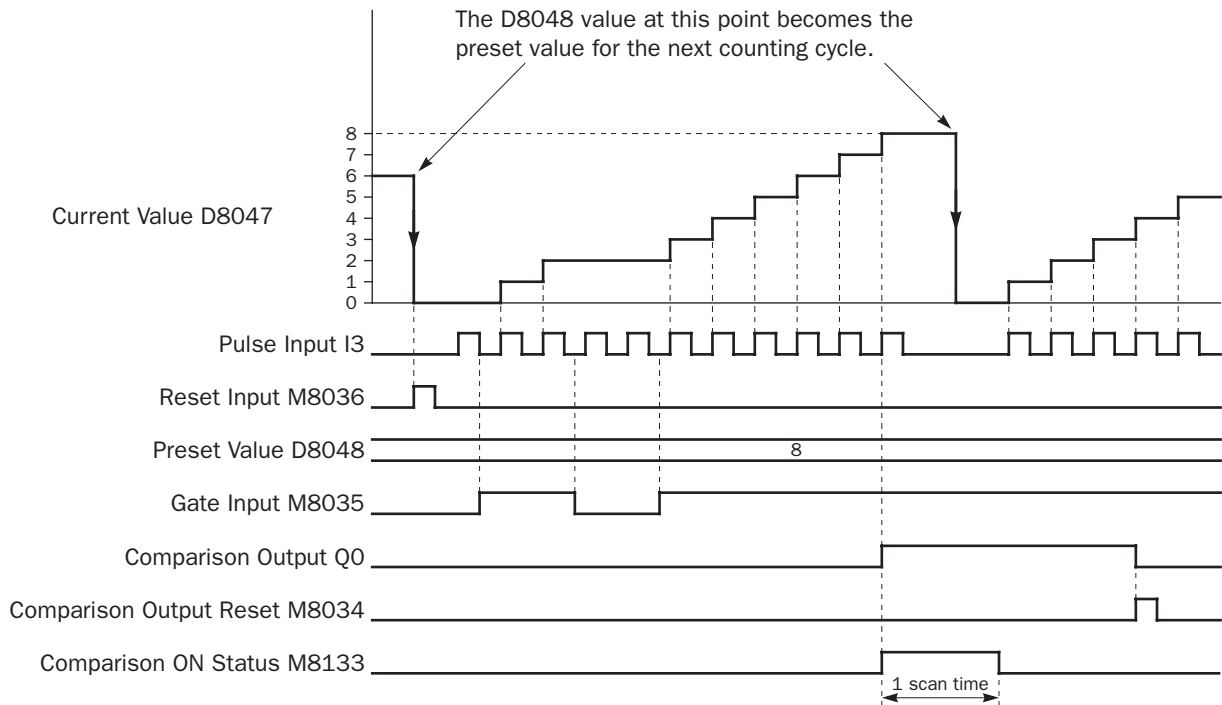 The D8048 value at this point becomes the
preset value for the next counting cycle.
8
7
6
5
4
3
2
1
0
Current Value D8047
Pulse Input I3
Reset Input M8036
Preset Value D8048
8
Gate Input M8035
Comparison Output Q0
Comparison Output Reset M8034
Comparison ON Status M8133
1 scan time